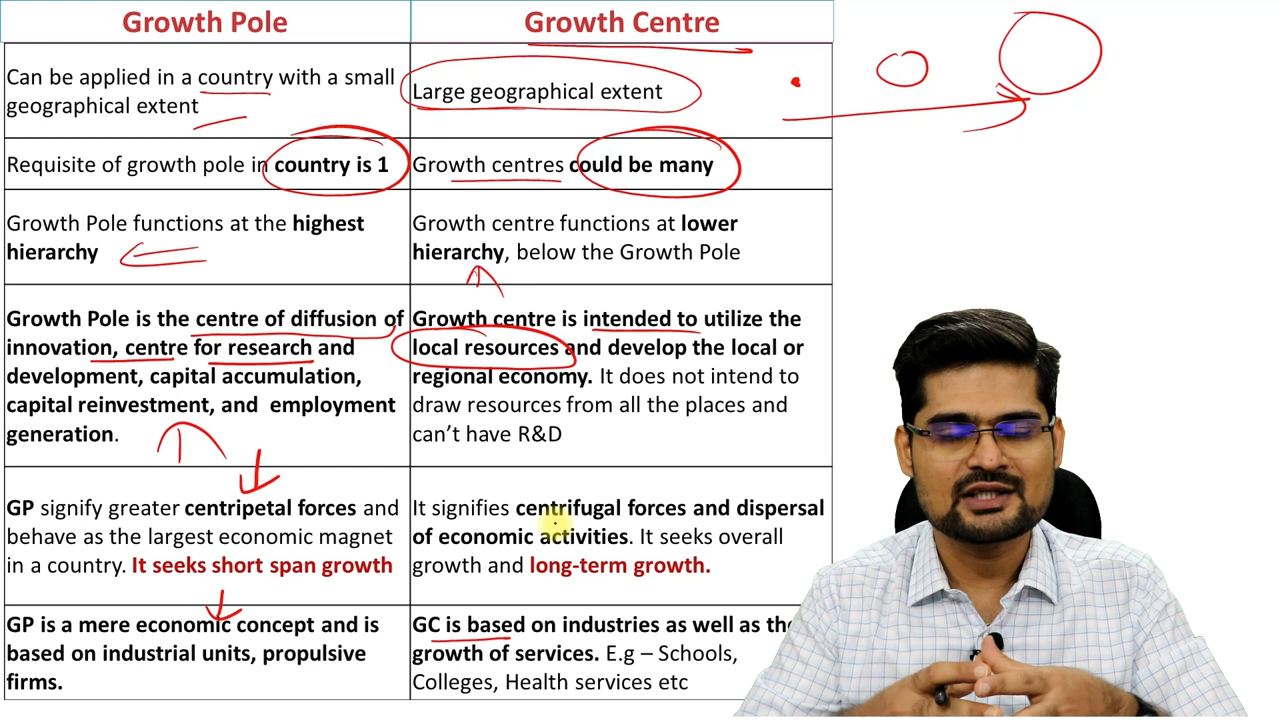 Growth Pole
Growth Centre
Can be applied in a country with a small
geographical extent
Large geographical extent
Requisite of growth pole in country is 1
Growth centres could be many
Growth Pole functions at the highest
hierarchy
Growth centre functions at lower
hierarchy, below the Growth Pole
Growth Pole is the centre of diffusion of
innovation, centre for research and
development, capital accumulation,
capital reinvestment, and employment
generation.
Growth centre is intended to utilize the
local resources and develop the local or
regional economy. It does not intend to
draw resources from all the places and
can’t have R&D
GP signify greater centripetal forces and
behave as the largest economic magnet
in a country. It seeks short span growth
It signifies centrifugal forces and dispersal
of economic activities. It seeks overall
growth and long-term growth.
GP is a mere economic concept and is
based on industrial units, propulsive
firms.
GC is based on industries as well as the
growth of services. E.g – Schools,
Colleges, Health services etc